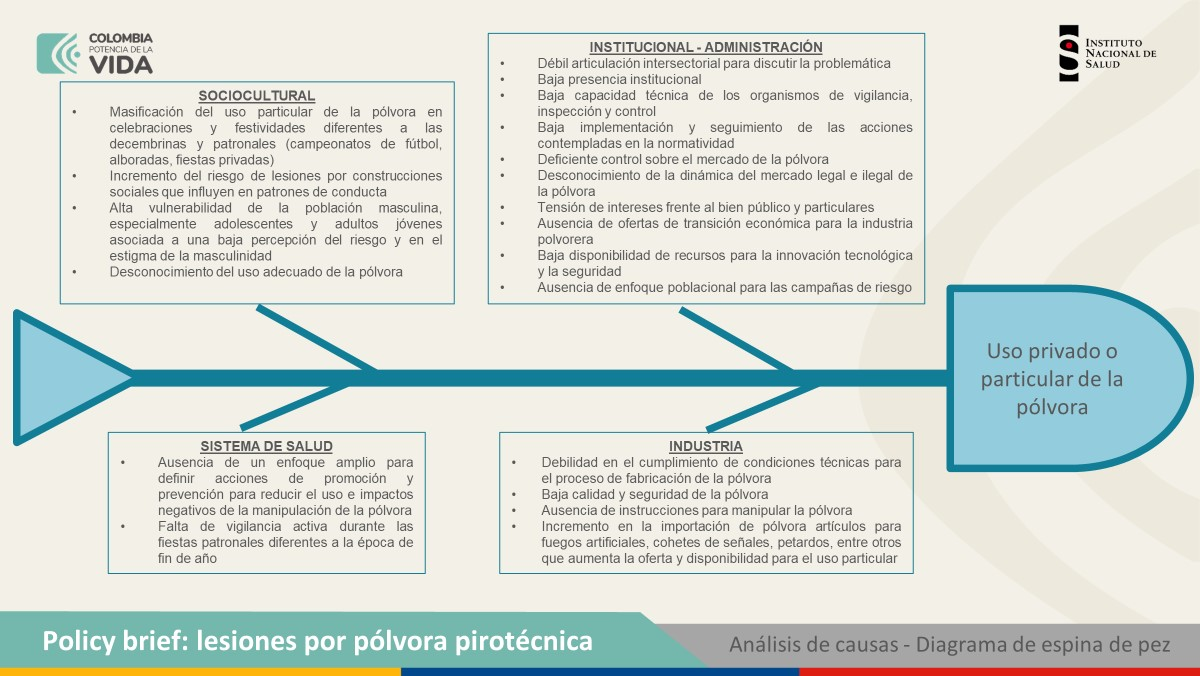 COLOMBIA
POTENCIA DE LA
VIDA
INSTITUTO
NACIONAL DE
SALUD
SOCIOCULTURAL
• Masificación del uso particular de la pólvora en
celebraciones y festividades diferentes a las
decembrinas y patronales (campeonatos de fútbol,
alboradas, fiestas privadas)
• Incremento del riesgo de lesiones por construcciones
sociales que influyen en patrones de conducta
• Alta vulnerabilidad de la población masculina,
especialmente adolescentes y adultos jóvenes
asociada a una baja percepción del riesgo y en el
estigma de la masculinidad
• Desconocimiento del uso adecuado de la pólvora
INSTITUCIONAL - ADMINISTRACIÓN
• Débil articulación intersectorial para discutir la problemática
• Baja presencia institucional
• Baja capacidad técnica de los organismos de vigilancia,
inspección y control
• Baja implementación y seguimiento de las acciones
contempladas en la normatividad
• Deficiente control sobre el mercado de la pólvora
• Desconocimiento de la dinámica del mercado legal e ilegal de
la pólvora
• Tensión de intereses frente al bien público y particulares
• Ausencia de ofertas de transición económico para la industria
polvorera
• Baja disponibilidad de recursos para la innovación tecnológica
y la seguridad
• Ausencia de enfoque poblacional para las campañas de riesgo
Uso privado o
particular de la
pólvora
SISTEMA DE SALUD
• Ausencia de un enfoque amplio para
definir acciones de promoción y
prevención para reducir el uso e impactos
negativos de la manipulación de la pólvora
• Falta de vigilancia activa durante las
fiestas patronales diferentes a la época de
fin de año
INDUSTRIA
• Debilidad en el cumplimiento de condiciones técnicas para
el proceso de fabricación de la pólvora
• Baja calidad y seguridad de la pólvora
• Ausencia de instrucciones para manipular la pólvora
• Incremento en la importación de pólvora artículos para
fuegos artificiales, cohetes de señales, petardos, entre otros
que aumenta la oferta y disponibilidad para el uso particular
Policy brief: lesiones por pólvora pirotécnica
Análisis de causas - Diagrama de espina de pez